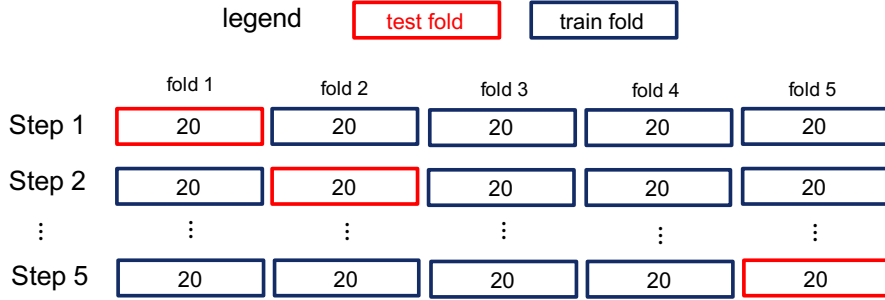 legend test fold train fold
fold 1 fold 2 fold 3 fold 4 fold 5
Step 1 20 20 20 20 20
Step 2 20 20 20 20 20
⋮ ⋮ ⋮ ⋮ ⋮ ⋮
Step 5 20 20 20 20 20